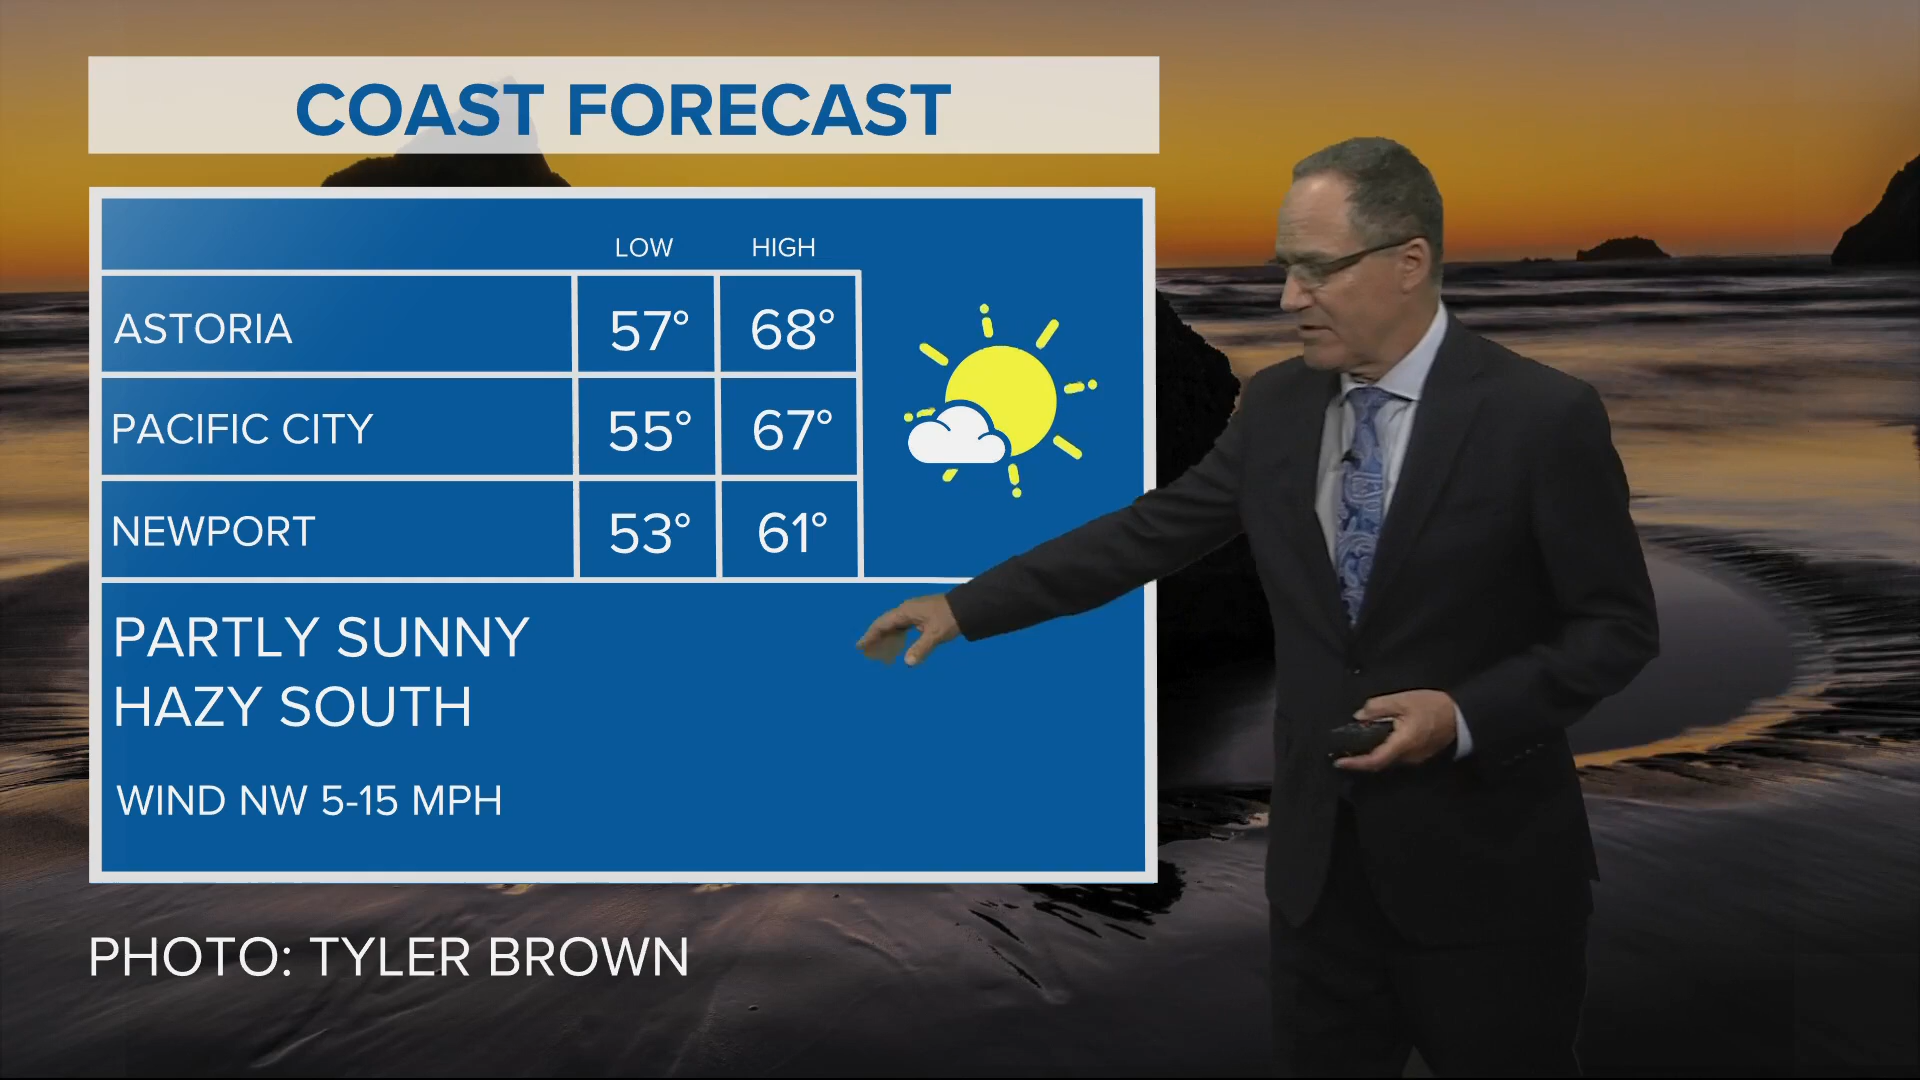 COAST FORECAST
LOW HIGH
ASTORIA 57° 68°
PACIFIC CITY 55° 67°
NEWPORT 53° 61°
PARTLY SUNNY
HAZY SOUTH
WIND NW 5-15 MPH
PHOTO: TYLER BROWN